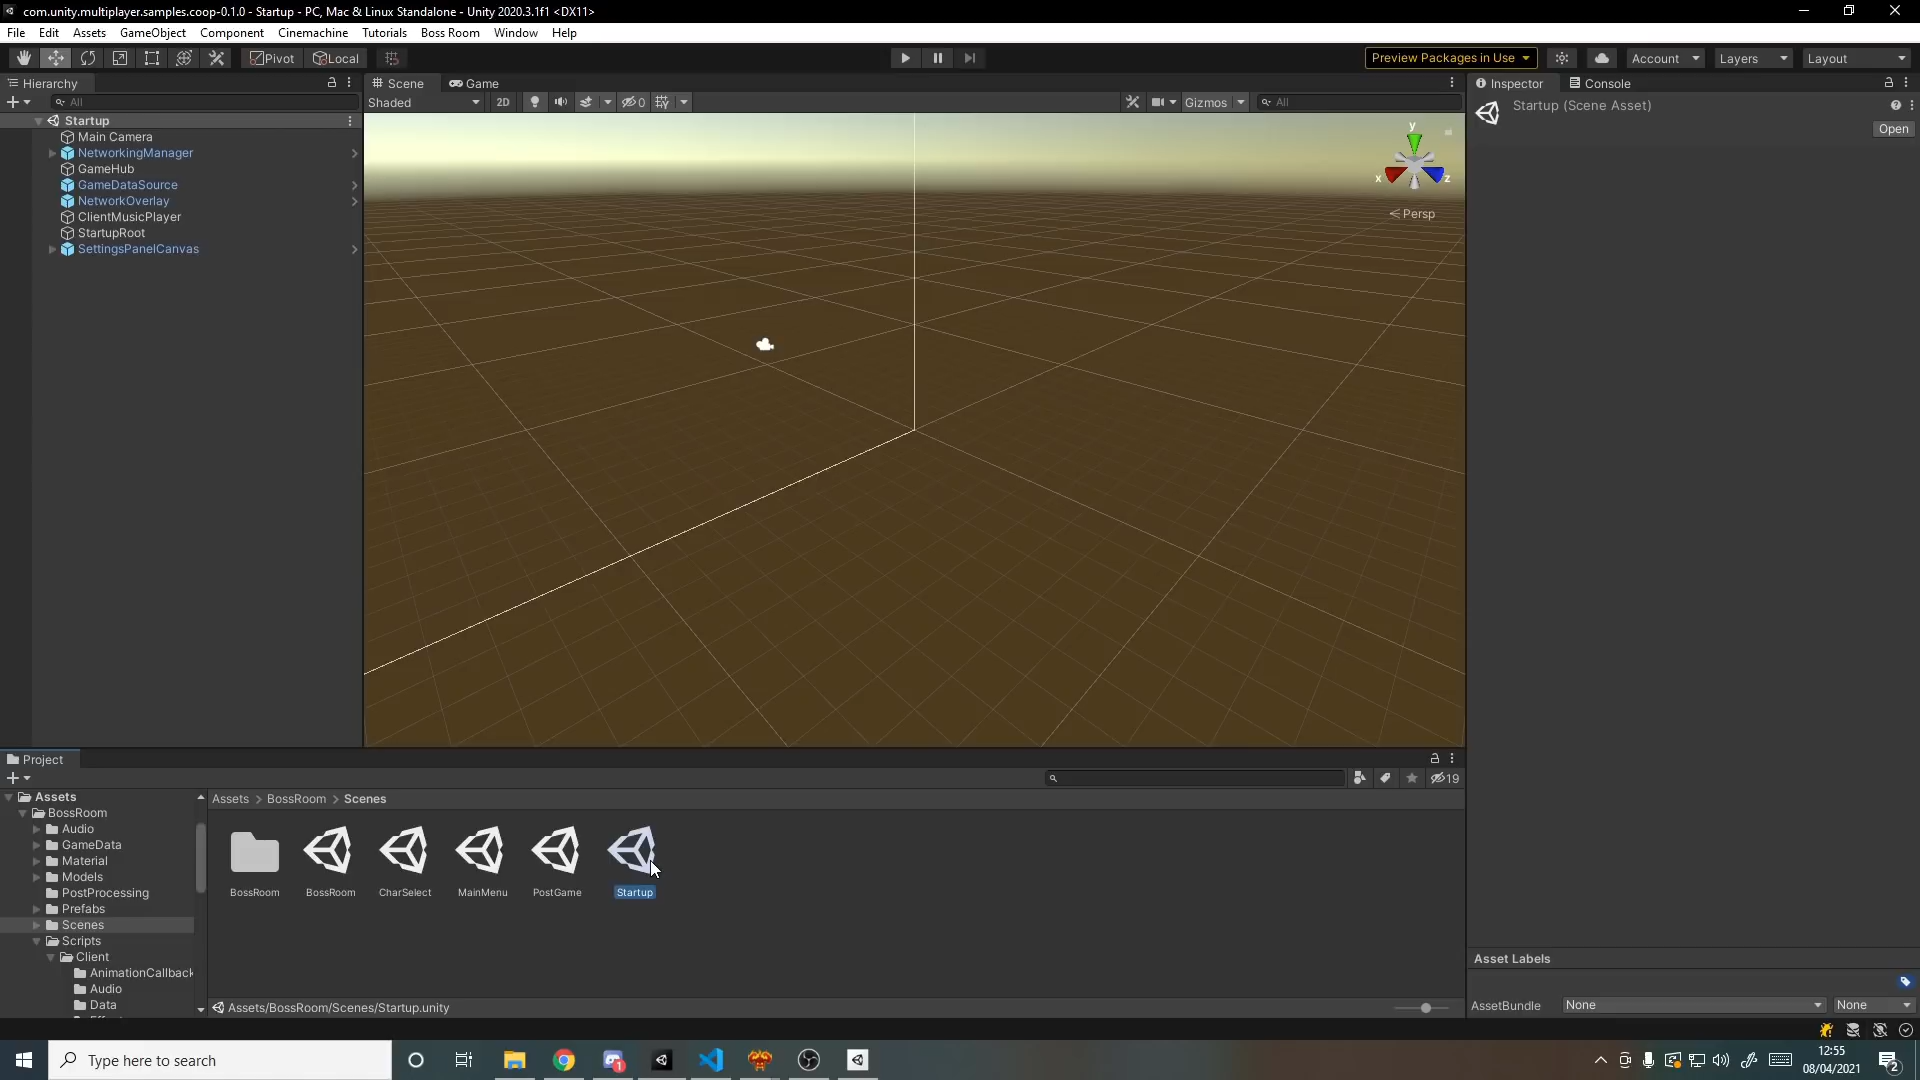 com.unity.multiplayer.samples.coop-0.1.0 - Startup - PC, Mac & Linux Standalone - Unity 2020.3.1f1 <DX11>
File Edit Assets GameObject Component Cinemachine Tutorials Boss Room Window Help
Pivot Local Preview Packages in Use Account Layers Layout
Hierarchy Scene Game Inspector Console
All Shaded 2D 0 Gizmos All
Startup (Scene Asset)
Open
Startup
Main Camera
NetworkingManager
GameHub
GameDataSource
NetworkOverlay
ClientMusicPlayer
StartupRoot
SettingsPanelCanvas
y
x z
Persp
Project
19
Assets
BossRoom
Audio
GameData
Material
Models
PostProcessing
Prefabs
Scenes
Scripts
Client
AnimationCallback
Audio
Data
Assets > BossRoom > Scenes
BossRoom BossRoom CharSelect MainMenu PostGame Startup
Assets/BossRoom/Scenes/Startup.unity
Asset Labels
AssetBundle None None
Type here to search
1
12:55
08/04/2021
2